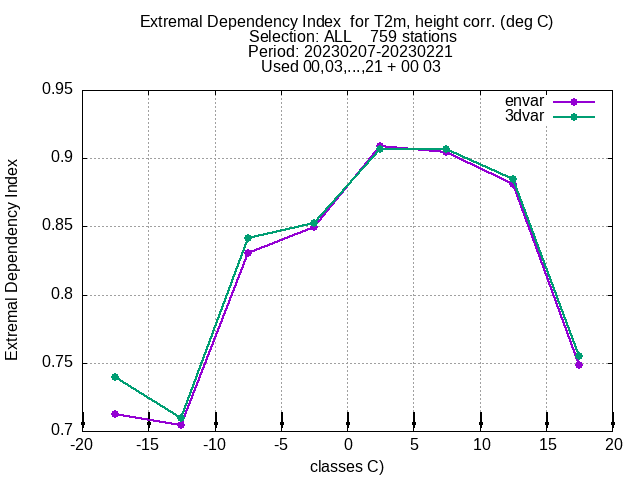 Extremal Dependency Index  for T2m, height corr. (deg C)
Selection: ALL    759 stations
Period: 20230207-20230221
Used 00,03,...,21 + 00 03
envar
3dvar
Extremal Dependency Index
0.95
0.9
0.85
0.8
0.75
0.7
-20 -15 -10 -5 0 5 10 15 20
classes C)